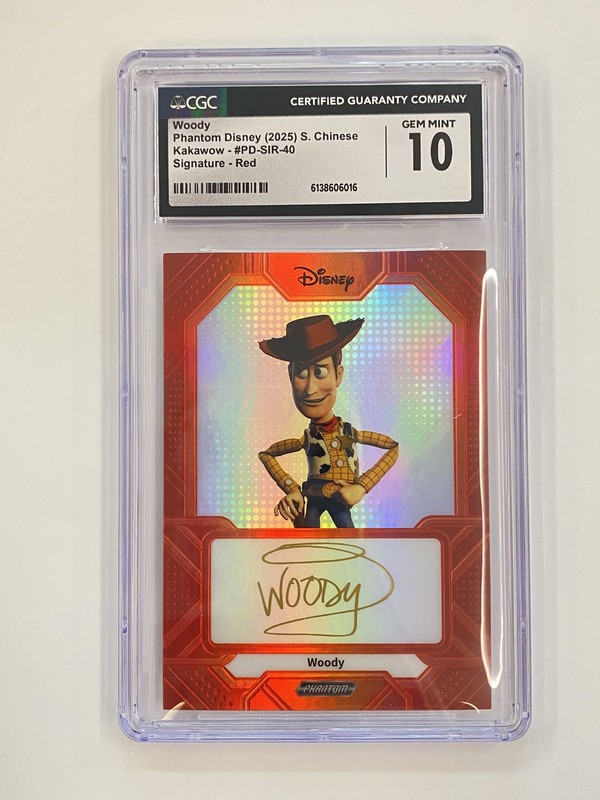 CGC
CERTIFIED GUARANTY COMPANY
Woody
Phantom Disney (2025) S. Chinese
Kakawow - #PD-SIR-40
Signature - Red
GEM MINT
10
6138606016
Disney
WOODY
Woody
PHANTOM